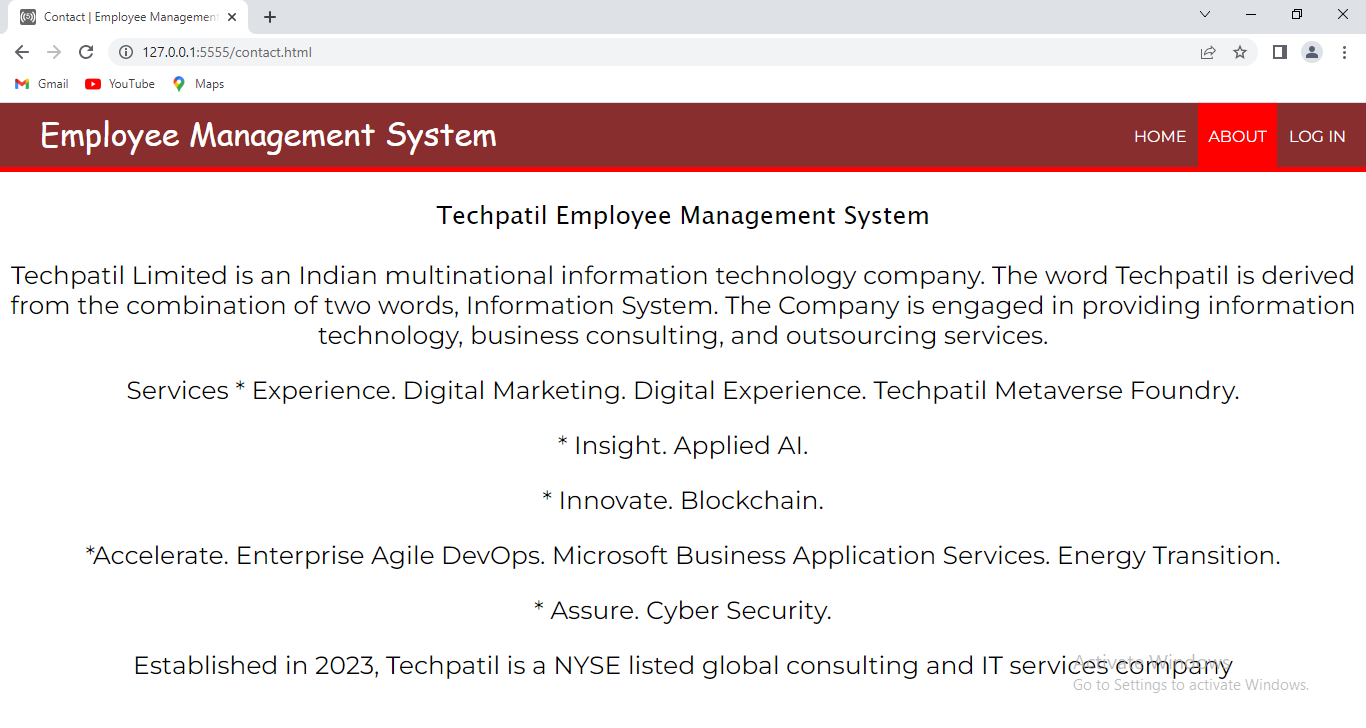 Contact | Employee Management
127.0.0.1:5555/contact.html
Gmail YouTube Maps
Employee Management System
HOME ABOUT LOG IN
Techpatil Employee Management System
Techpatil Limited is an Indian multinational information technology company. The word Techpatil is derived
from the combination of two words, Information System. The Company is engaged in providing information
technology, business consulting, and outsourcing services.
Services * Experience. Digital Marketing. Digital Experience. Techpatil Metaverse Foundry.
* Insight. Applied AI.
* Innovate. Blockchain.
*Accelerate. Enterprise Agile DevOps. Microsoft Business Application Services. Energy Transition.
* Assure. Cyber Security.
Established in 2023, Techpatil is a NYSE listed global consulting and IT services company
Activate Windows
Go to Settings to activate Windows.